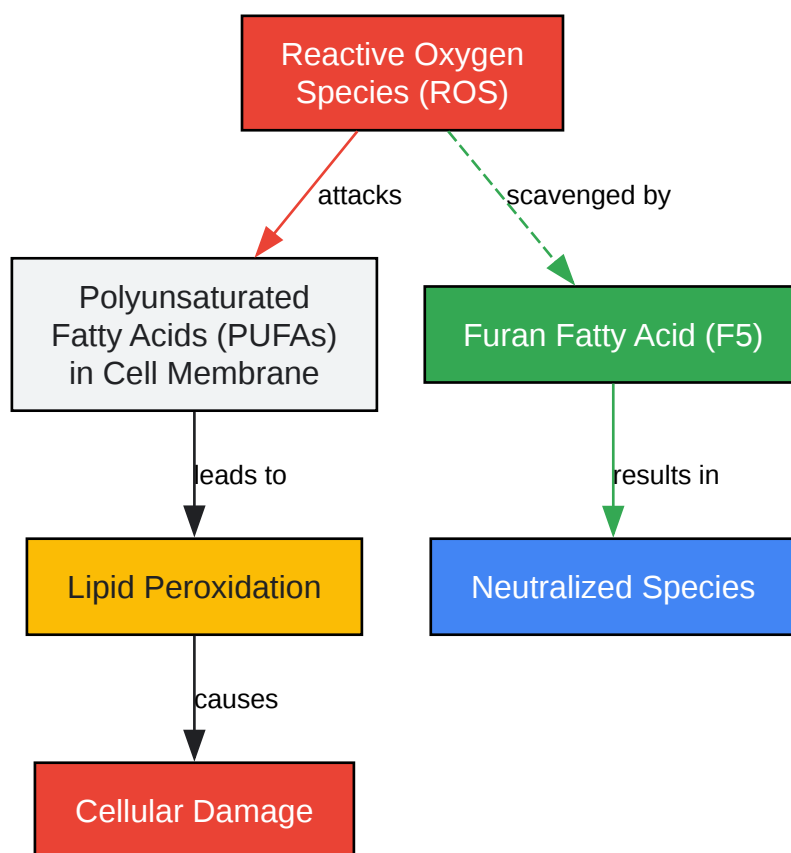 Reactive Oxygen
Species (ROS)
attacks
scavenged by
Polyunsaturated
Fatty Acids (PUFAs)
in Cell Membrane
Furan Fatty Acid (F5)
leads to
results in
Lipid Peroxidation
Neutralized Species
causes
Cellular Damage